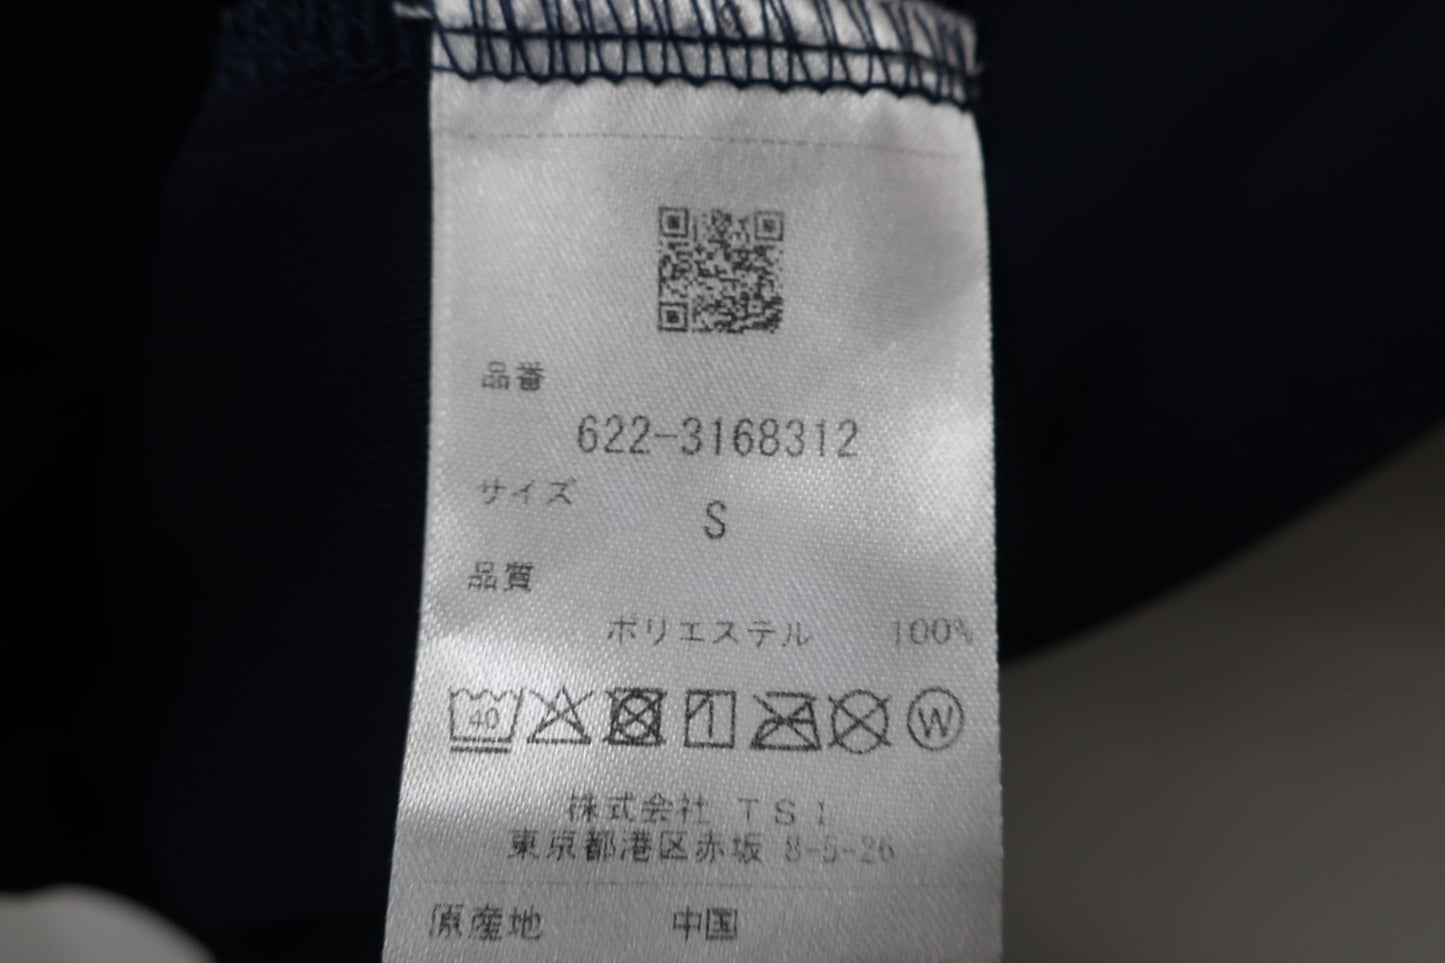 品番
622-3168312
サイズ
S
品質
ポリエステル 100%
40
W
株式会社 TSI
東京都港区赤坂 8-5-26
原産地 中国